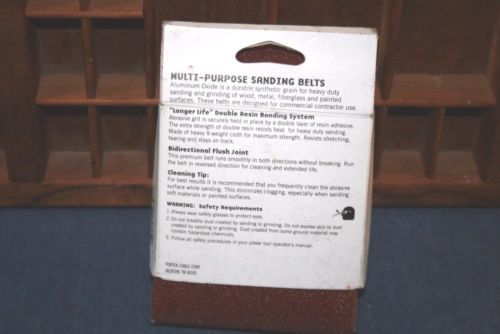 MULTI-PURPOSE SANDING BELTS
Aluminum Oxide is a durable synthetic grain for heavy duty
sanding and grinding of wood, metal, fiberglass and painted
surfaces. These belts are designed for commercial contractor use.
"Longer Life" Double Resin Bonding System
Abrasive grit is securely held in place by a double layer of resin adhesive.
The extra strength of double resin resists heat for heavy duty sanding.
Made of heavy X-weight cloth for maximum strength. Resists stretching,
tearing and stays on track.
Bidirectional Flush Joint
This premium belt runs smoothly in both directions without breaking. Run
the belt in reversed direction for cleaning and extended life.
Cleaning Tip:
For best results it is recommended that you frequently clean the abrasive
surface while sanding. This minimizes clogging, especially when sanding
soft materials or painted surfaces.
WARNING: Safety Requirements
1. Always wear safety glasses to protect eyes.
2. Do not breathe dust created by sanding or grinding. Do not expose skin to dust
created by sanding or grinding. Dust created from some ground material may
contain hazardous chemicals.
3. Follow all safety procedures in your power tool operator's manual.
PORTER-CABLE CORP.
JACKSON, TN 38305